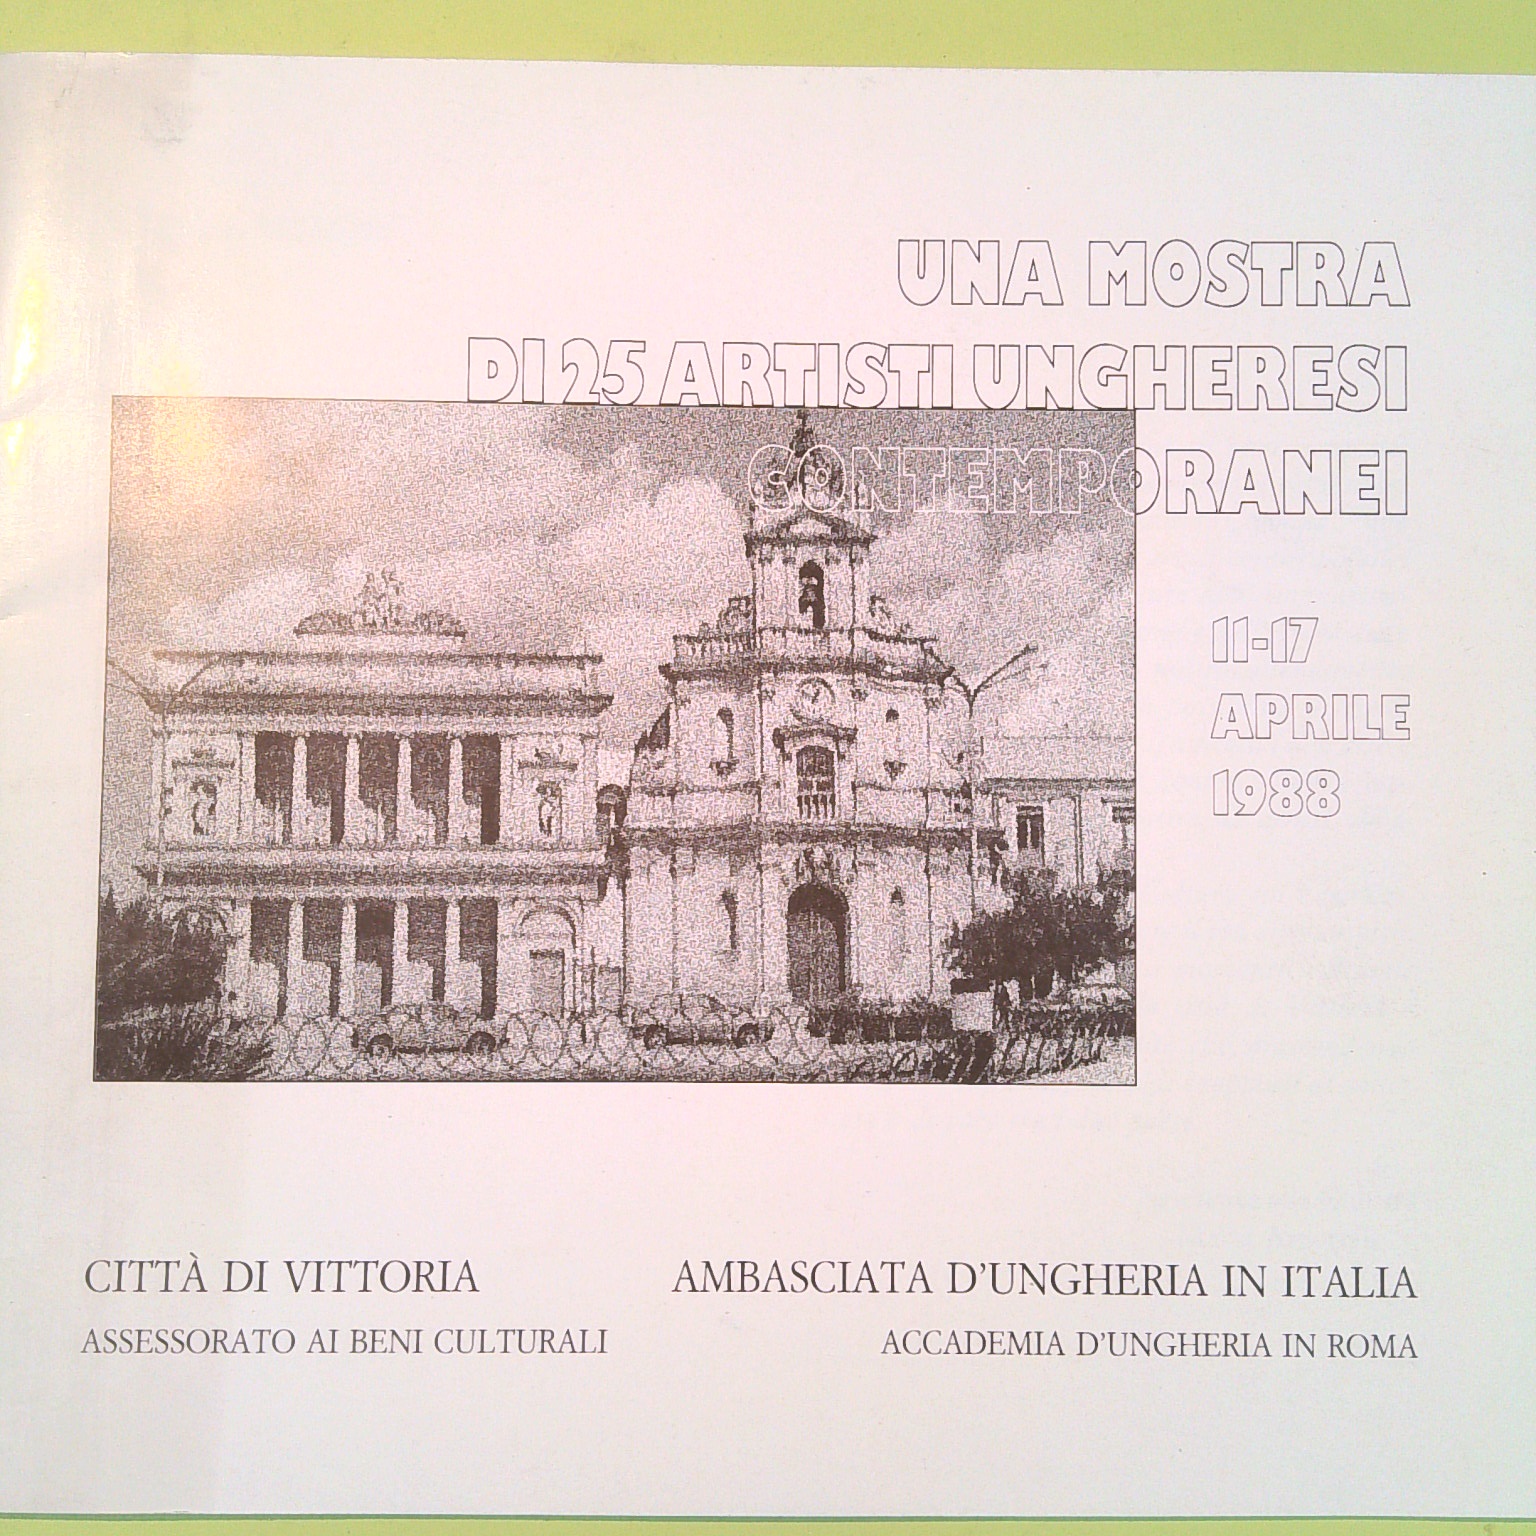 UNA MOSTRA
DI 25 ARTISTI UNGHERESI
CONTEMPORANEI
11-17
APRILE
1988
CITTÀ DI VITTORIA
ASSESSORATO AI BENI CULTURALI
AMBASCIATA D'UNGHERIA IN ITALIA
ACCADEMIA D'UNGHERIA IN ROMA